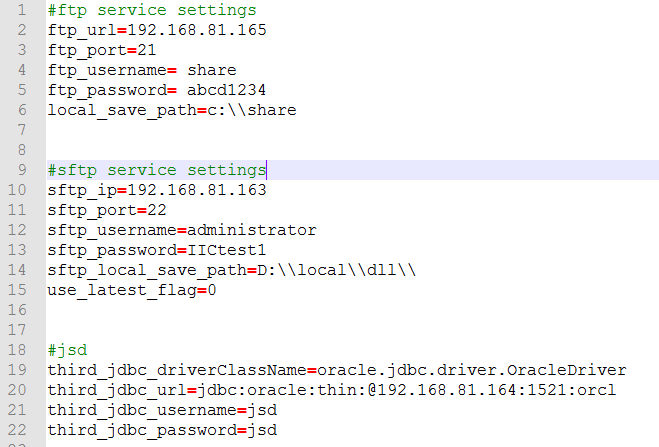 1 #ftp service settings
2 ftp_url=192.168.81.165
3 ftp_port=21
4 ftp_username= share
5 ftp_password= abcd1234
6 local_save_path=c:\\share
7
8
9 #sftp service settings
10 sftp_ip=192.168.81.163
11 sftp_port=22
12 sftp_username=administrator
13 sftp_password=IICtest1
14 sftp_local_save_path=D:\\local\\dll\\
15 use_latest_flag=0
16
17
18 #jsd
19 third_jdbc_driverClassName=oracle.jdbc.driver.OracleDriver
20 third_jdbc_url=jdbc:oracle:thin:@192.168.81.164:1521:orcl
21 third_jdbc_username=jsd
22 third_jdbc_password=jsd